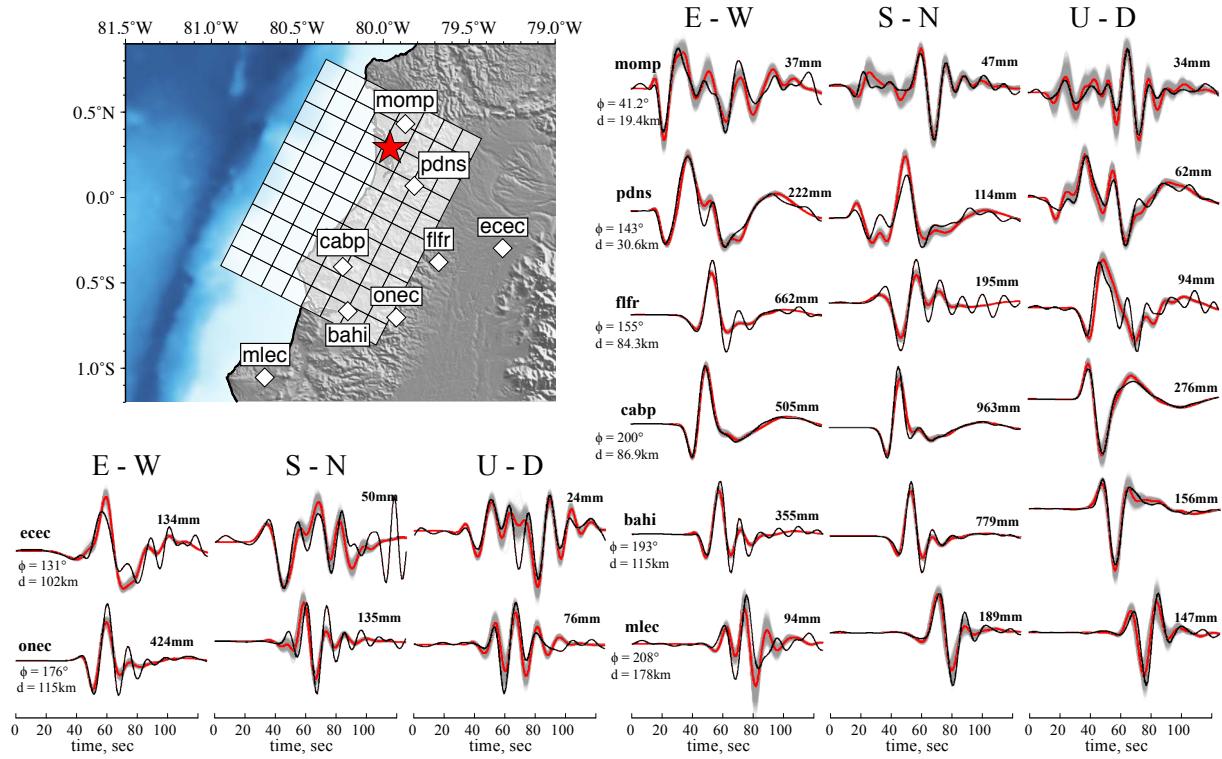 81.5°W 81.0°W 80.5°W 80.0°W 79.5°W 79.0°W
0.5°N
0.0°
0.5°S
1.0°S
momp
pdns
ecec
cabp
flfr
onec
bahi
mlec
E - W S - N U - D
momp
ϕ = 41.2°
d = 19.4km
37mm 47mm 34mm
pdns
ϕ = 143°
d = 30.6km
222mm 114mm 62mm
flfr
ϕ = 155°
d = 84.3km
662mm 195mm 94mm
cabp
ϕ = 200°
d = 86.9km
505mm 963mm 276mm
bahi
ϕ = 193°
d = 115km
355mm 779mm 156mm
mlec
ϕ = 208°
d = 178km
94mm 189mm 147mm
0 20 40 60 80 100 0 20 40 60 80 100 0 20 40 60 80 100
time, sec time, sec time, sec
E - W S - N U - D
ecec
ϕ = 131°
d = 102km
134mm 50mm 24mm
onec
ϕ = 176°
d = 115km
424mm 135mm 76mm
0 20 40 60 80 100 0 20 40 60 80 100 0 20 40 60 80 100
time, sec time, sec time, sec